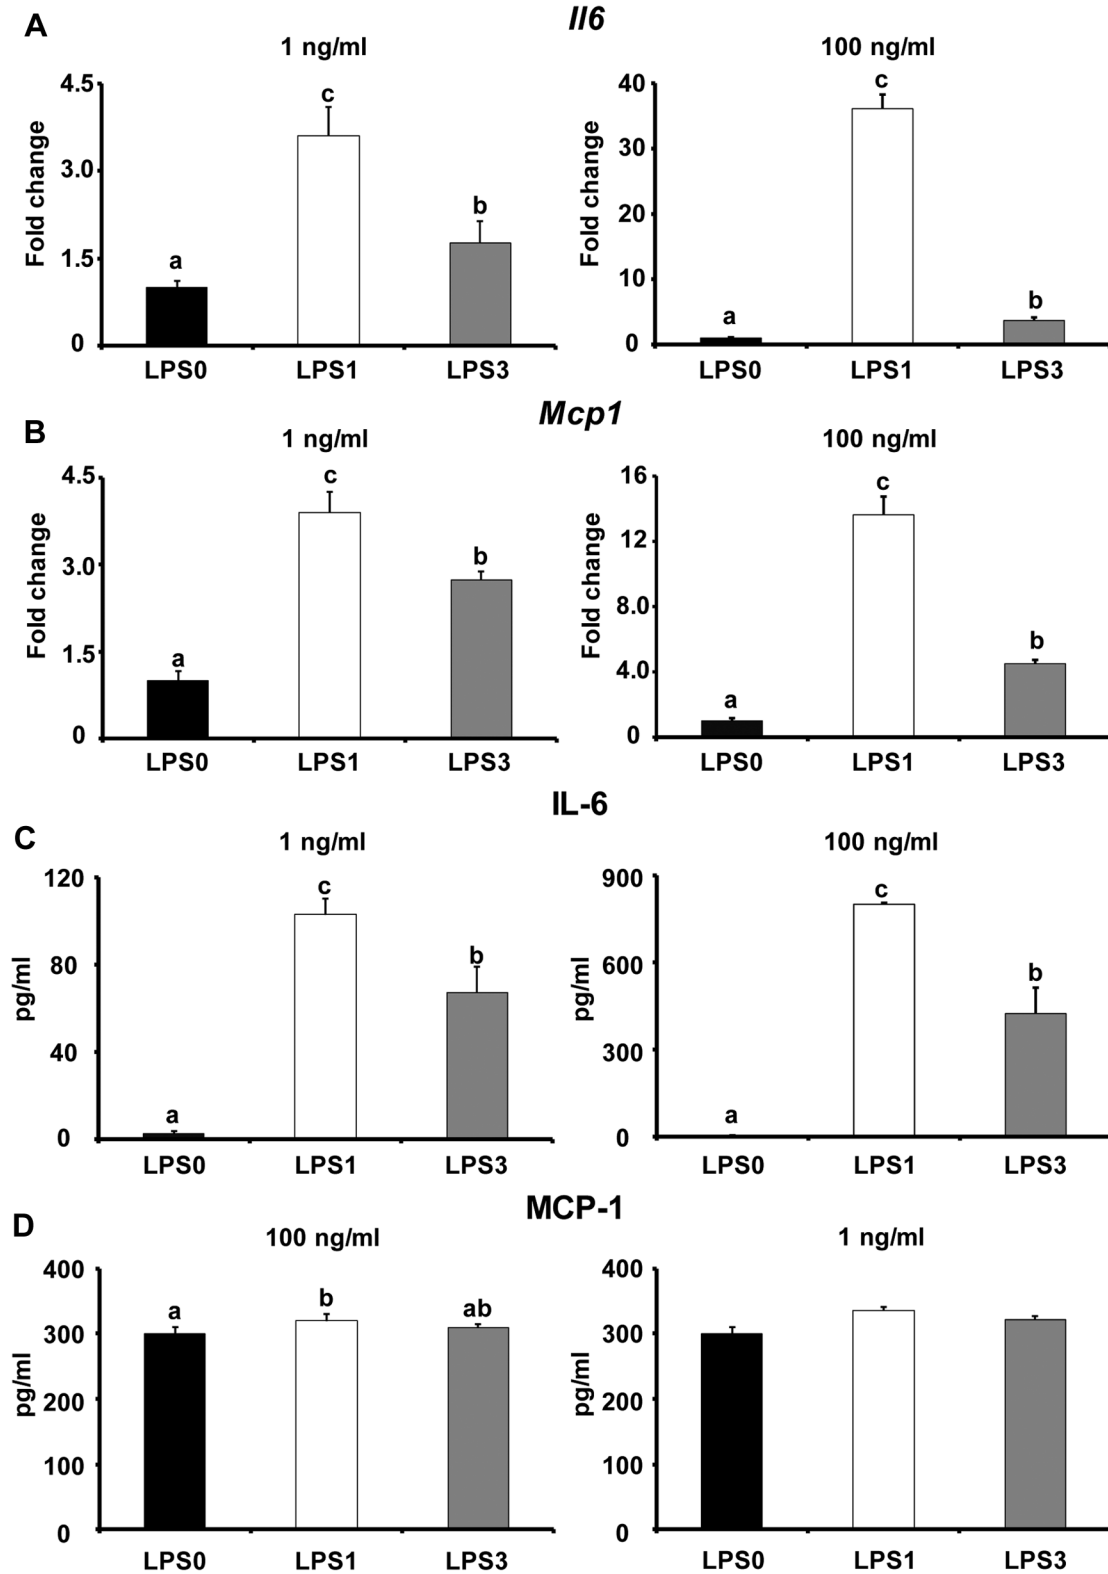 A
Il6
1 ng/ml
100 ng/ml
4.5
3.0
1.5
0
Fold change
a
c
b
LPS0 LPS1 LPS3
40
30
20
10
0
Fold change
a
c
b
LPS0 LPS1 LPS3
B
Mcp1
1 ng/ml
100 ng/ml
4.5
3.0
1.5
0
Fold change
a
c
b
LPS0 LPS1 LPS3
16
12
8.0
4.0
0
Fold change
a
c
b
LPS0 LPS1 LPS3
IL-6
C
1 ng/ml
100 ng/ml
120
80
40
0
pg/ml
a
c
b
LPS0 LPS1 LPS3
900
600
300
0
pg/ml
a
c
b
LPS0 LPS1 LPS3
MCP-1
D
100 ng/ml
1 ng/ml
400
300
200
100
0
pg/ml
a
b
ab
LPS0 LPS1 LPS3
400
300
200
100
0
pg/ml
LPS0 LPS1 LPS3